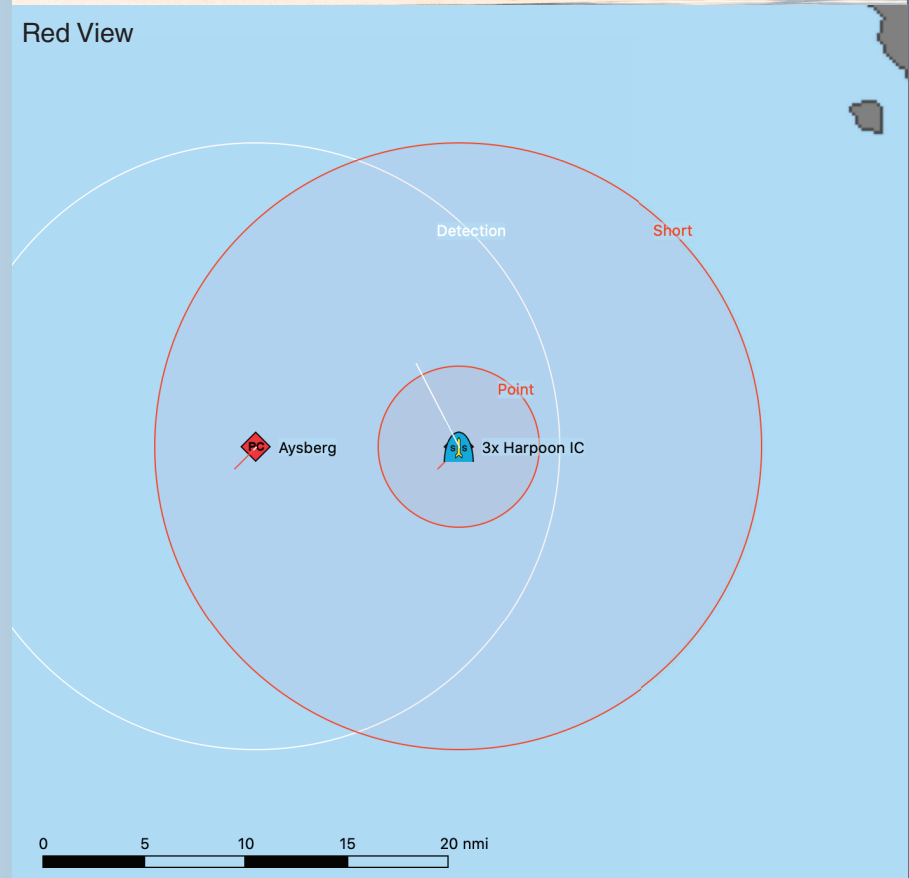 Red View
Detection
Short
Point
PC
Aysberg
S S
3x Harpoon IC
0 5 10 15 20 nmi